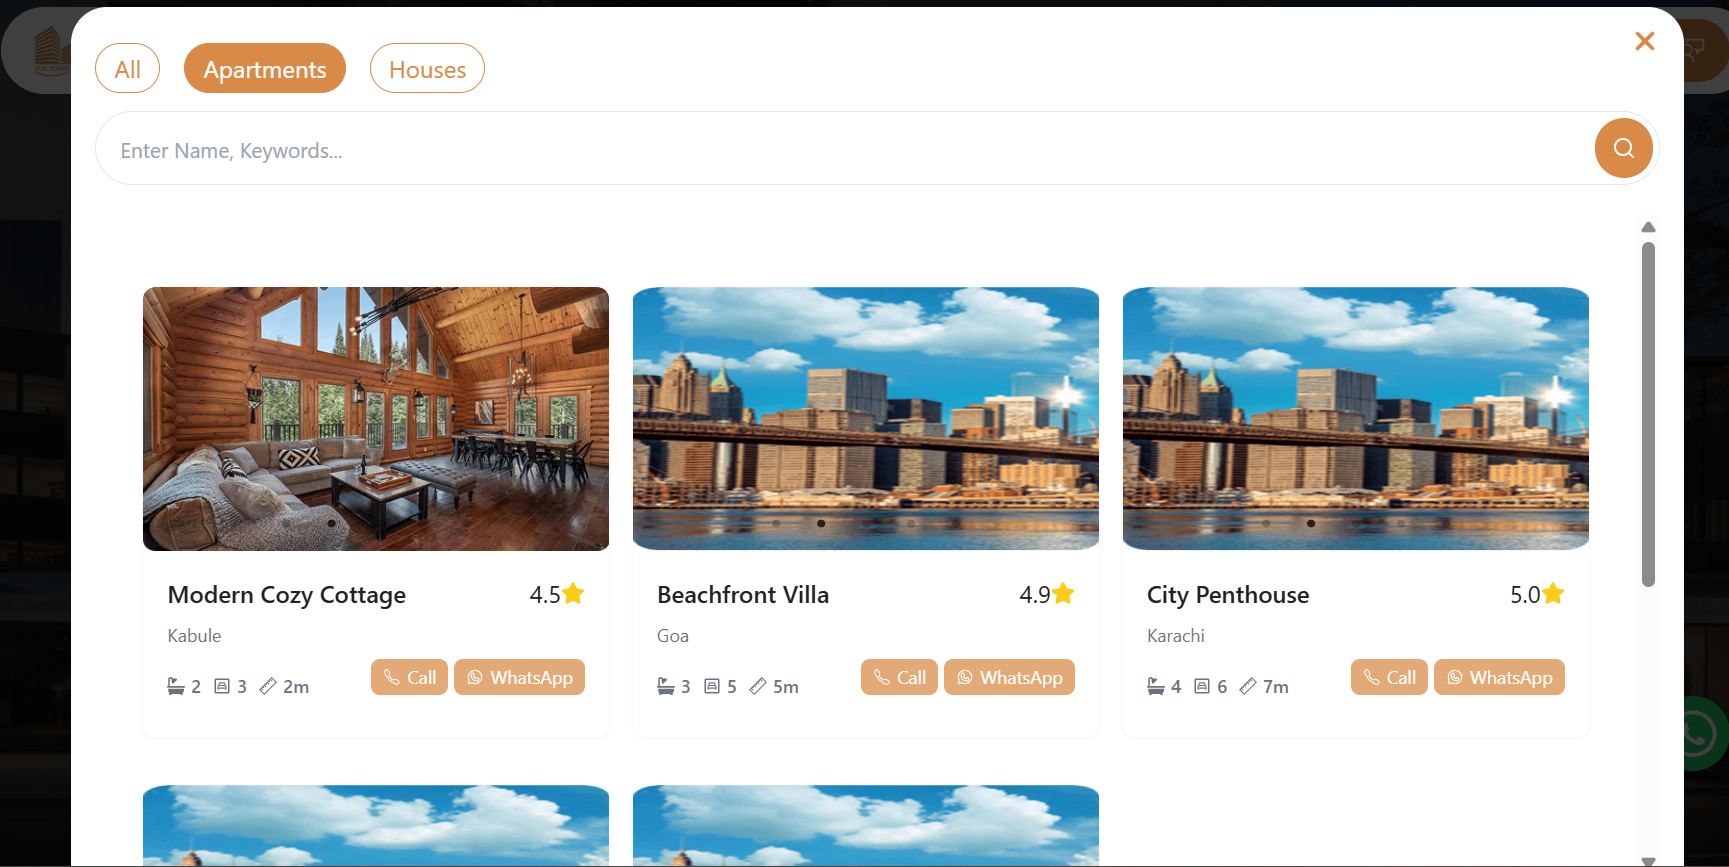 All
Apartments
Houses
Enter Name, Keywords...
Modern Cozy Cottage
4.5
Kabule
2 3 2m
Call
WhatsApp
Beachfront Villa
4.9
Goa
3 5 5m
Call
WhatsApp
City Penthouse
5.0
Karachi
4 6 7m
Call
WhatsApp